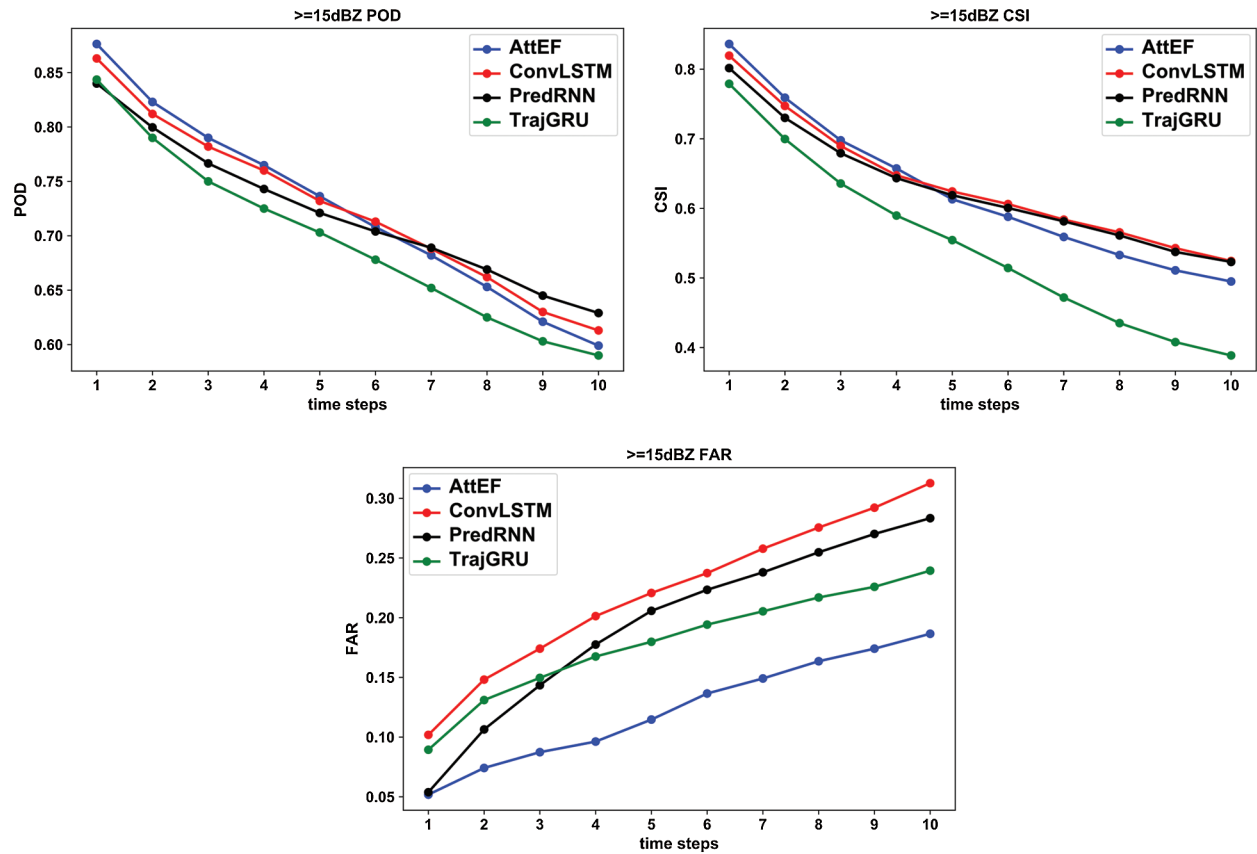 >=15dBZ POD
0.85
0.80
0.75
0.70
0.65
0.60
POD
AttEF
ConvLSTM
PredRNN
TrajGRU
1 2 3 4 5 6 7 8 9 10
time steps
>=15dBZ CSI
0.8
0.7
0.6
0.5
0.4
CSI
AttEF
ConvLSTM
PredRNN
TrajGRU
1 2 3 4 5 6 7 8 9 10
time steps
>=15dBZ FAR
0.30
0.25
0.20
0.15
0.10
0.05
FAR
AttEF
ConvLSTM
PredRNN
TrajGRU
1 2 3 4 5 6 7 8 9 10
time steps